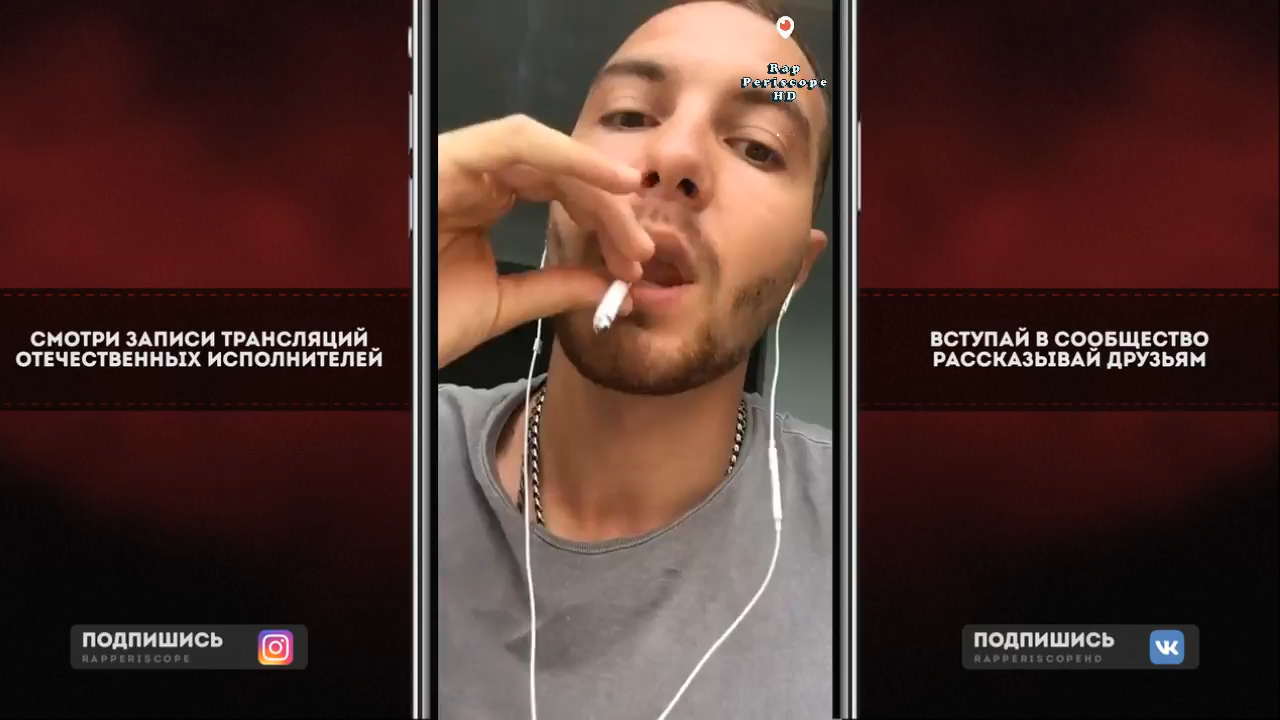 Rap
Periscope
HD
СМОТРИ ЗАПИСИ ТРАНСЛЯЦИЙ
ОТЕЧЕСТВЕННЫХ ИСПОЛНИТЕЛЕЙ
ВСТУПАЙ В СООБЩЕСТВО
РАССКАЗЫВАЙ ДРУЗЬЯМ
ПОДПИШИСЬ
RAPPERISCOPE
ПОДПИШИСЬ
RAPPERISCOPEHD